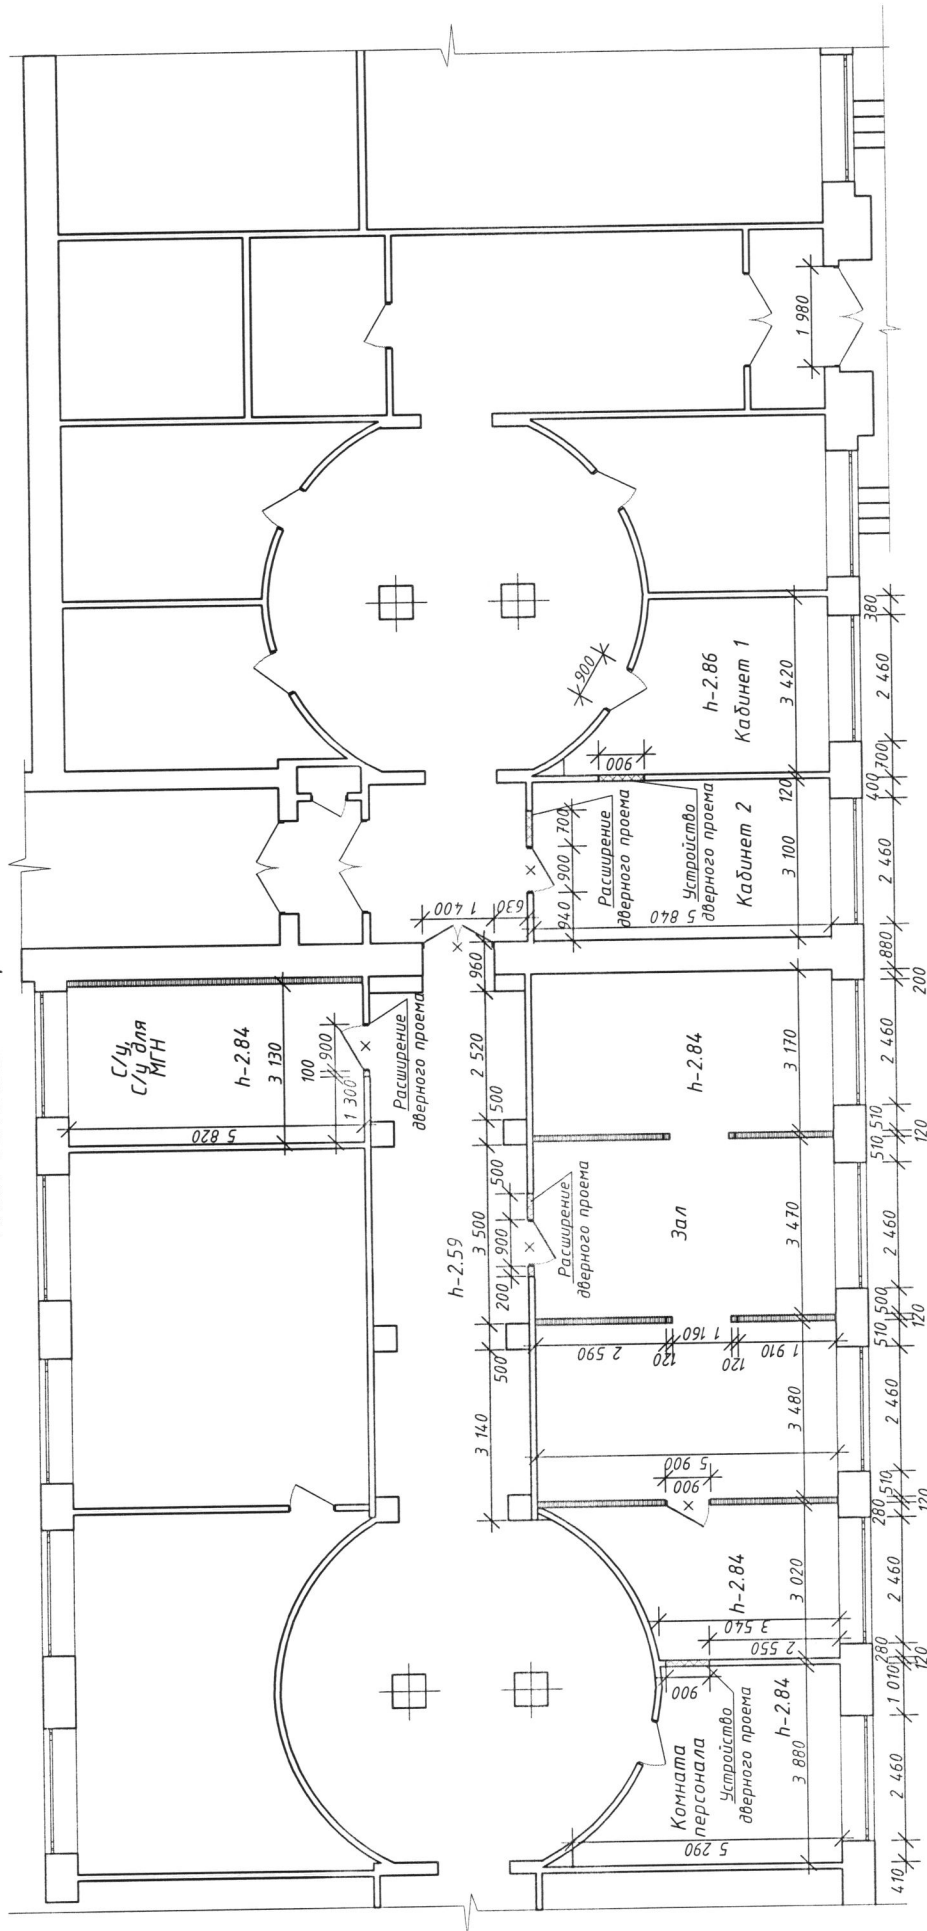 С/у,
С/у для
МГН
h-2.84
3 130
100
900
1 300
5 820
Расширение
дверного проема
960
2 520
500
500
3 500
900
200
500
3 140
h-2.59
1 400
630
Расширение
дверного проема
h-2.84
3 170
Зал
3 470
2 590
120
1 160
120
1 910
3 480
5 900
900
h-2.84
3 020
3 540
2 550
900
Устройство
дверного проема
h-2.84
Комната
персонала
3 880
5 290
940
900
700
Расширение
дверного проема
Устройство
дверного проема
5 840
Кабинет 2
3 100
120
900
900
h-2.86
Кабинет 1
3 420
1 980
410
2 460
1 010
120
280
2 460
280
120
510
2 460
510
120
500
2 460
510
120
510
2 460
200
880
2 460
400
700
2 460
380